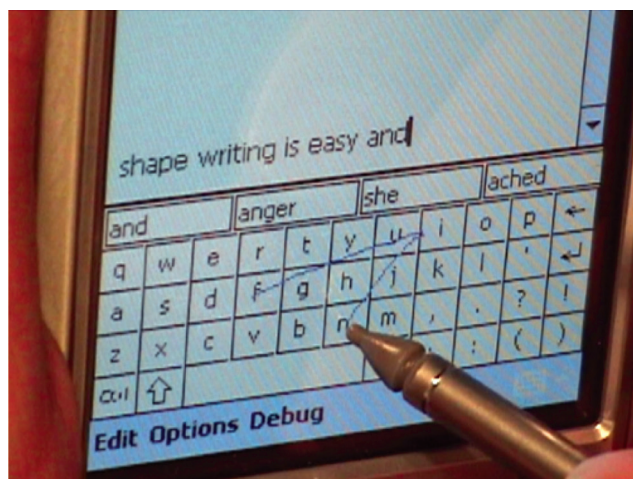 shape writing is easy and
and anger she ached
q w e r t y u i o p ←
a s d f g h j k l ' ↵
z x c v b n m , . ? !
⇧ : ( )
Edit Options Debug